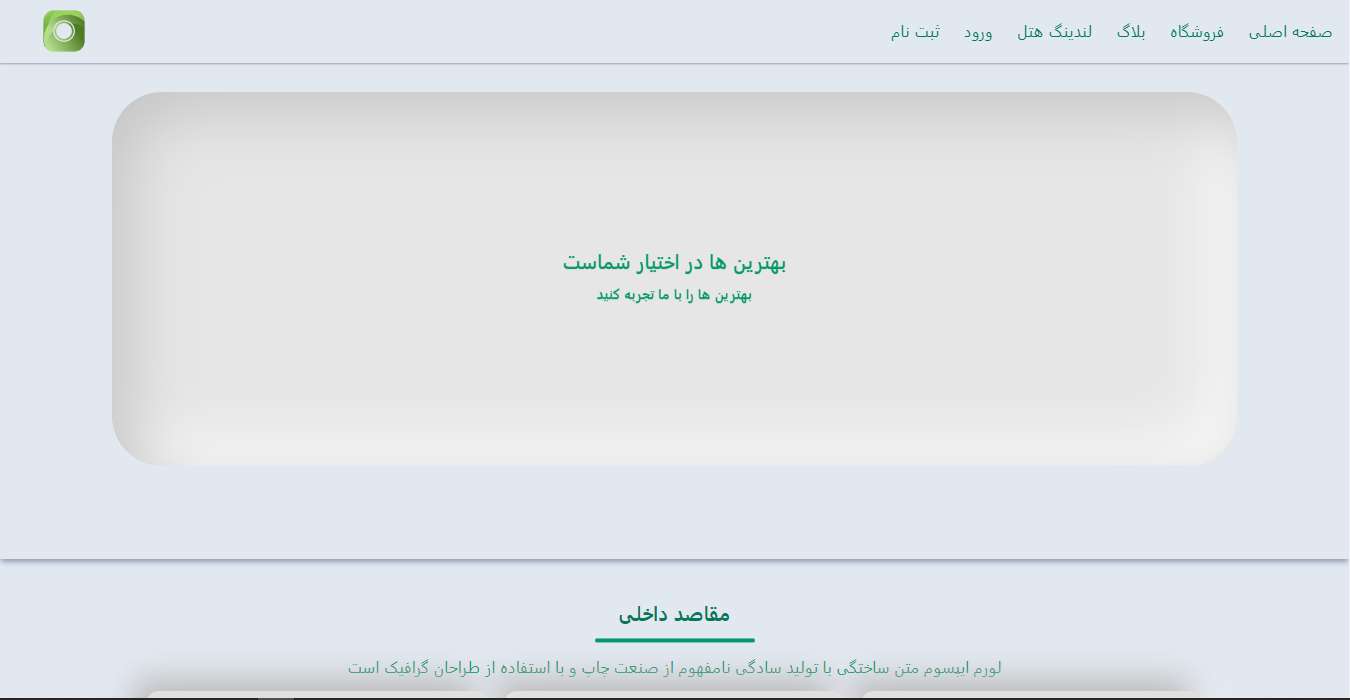 صفحه اصلی فروشگاه بلاگ لندینگ هتل ورود ثبت نام
بهترین ها در اختیار شماست
بهترین ها را با ما تجربه کنید
مقاصد داخلی
لورم ایپسوم متن ساختگی با تولید سادگی نامفهوم از صنعت چاپ و با استفاده از طراحان گرافیک است